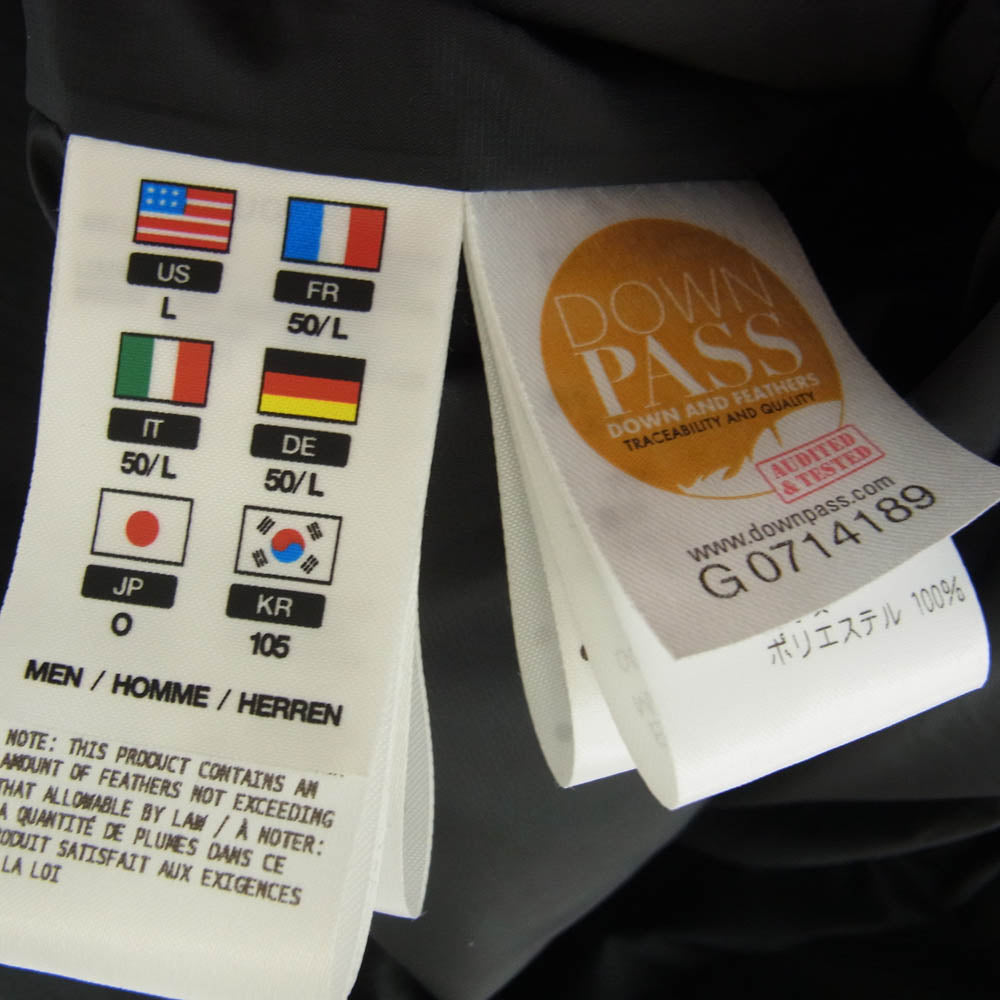 US
L
FR
50/L
IT
50/L
DE
50/L
JP
O
KR
105
MEN / HOMME / HERREN
NOTE: THIS PRODUCT CONTAINS AN
AMOUNT OF FEATHERS NOT EXCEEDING
THAT ALLOWABLE BY LAW / À NOTER:
QUANTITÉ DE PLUMES DANS CE
SATISFAIT AUX EXIGENCES
LA LOI
DOWN
PASS
DOWN AND FEATHERS
TRACEABILITY AND QUALITY
AUDITED
& TESTED
www.downpass.com
G0714189
ポリエステル 100%